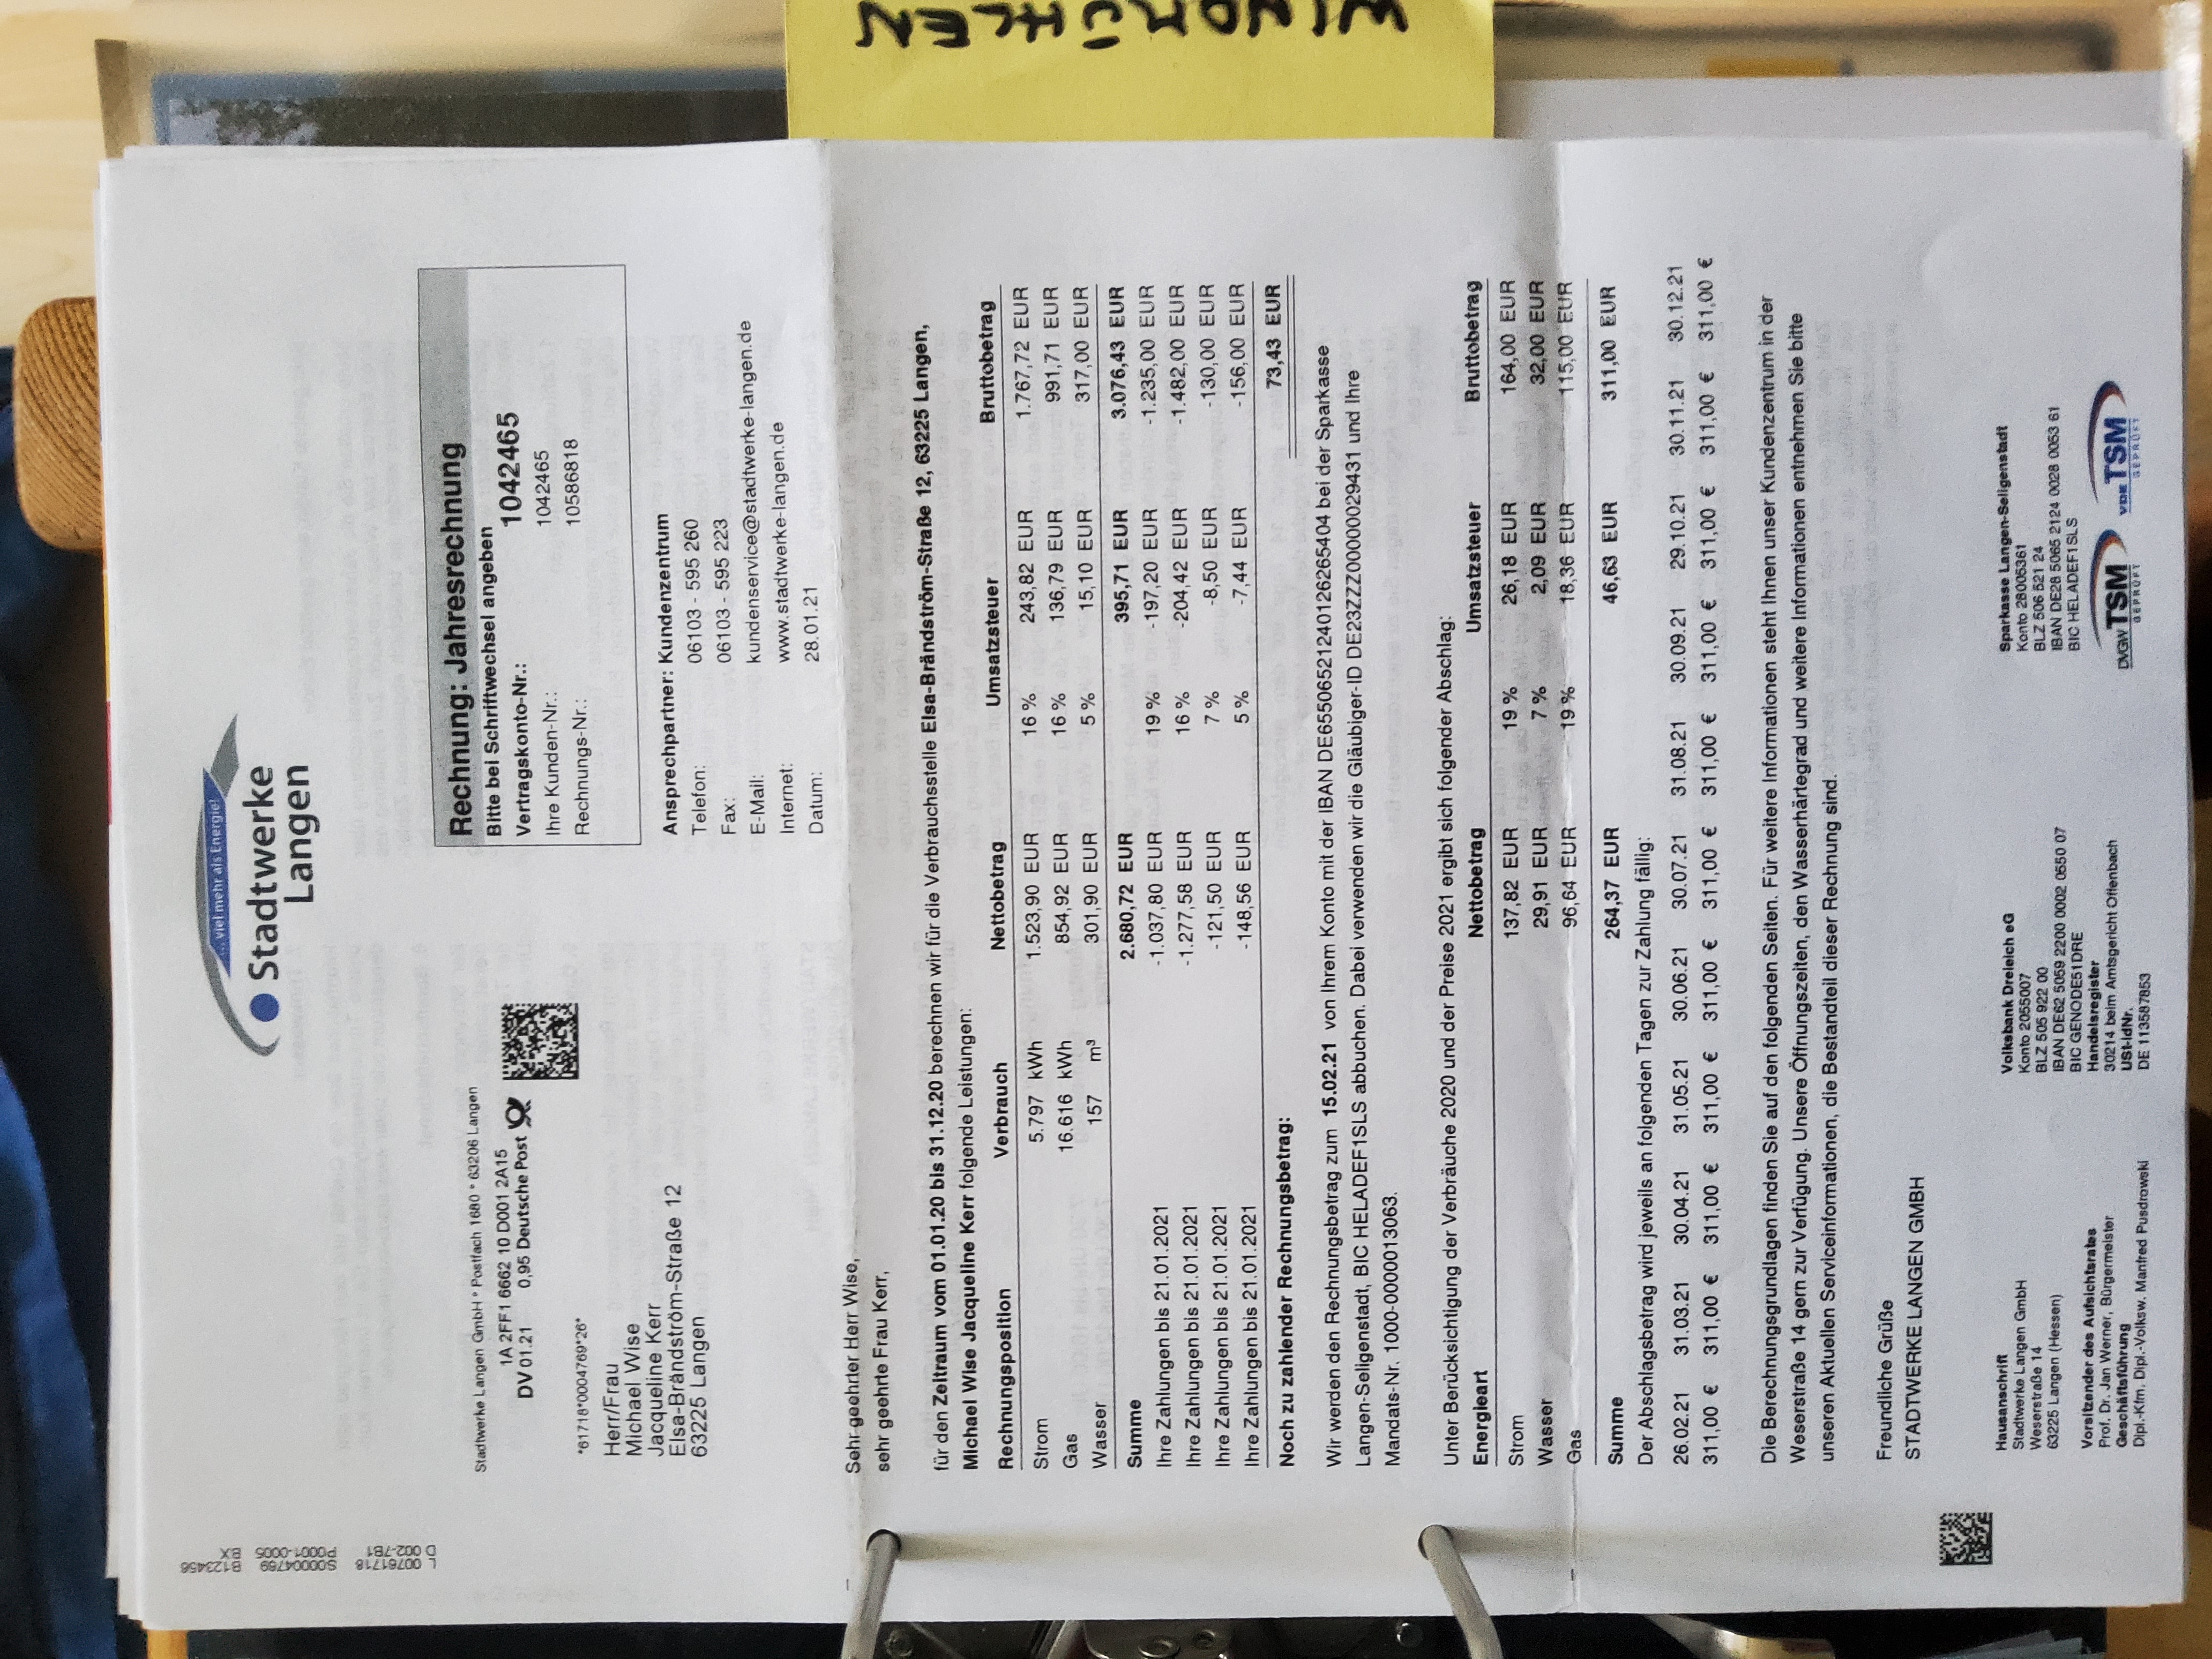 L 00761718 S00004769 B123456
D 002-7B1 P00001-0005 BX
... viel mehr als Energie!
Stadtwerke
Langen
Stadtwerke Langen GmbH * Postfach 1680 * 63206 Langen
1A 2FF1 6662 10 D001 2A15
DV 01.21 0,95 Deutsche Post
*61718*0004769*26*
Herr/Frau
Michael Wise
Jacqueline Kerr
Elsa-Brändström-Straße 12
63225 Langen
Rechnung: Jahresrechnung
Bitte bei Schriftwechsel angeben
Vertragskonto-Nr.: 1042465
Ihre Kunden-Nr.: 1042465
Rechnungs-Nr.: 10586818
Ansprechpartner: Kundenzentrum
Telefon: 06103 - 595 260
Fax: 06103 - 595 223
E-Mail: kundenservice@stadtwerke-langen.de
Internet: www.stadtwerke-langen.de
Datum: 28.01.21
Sehr geehrter Herr Wise,
sehr geehrte Frau Kerr,
für den Zeitraum vom 01.01.20 bis 31.12.20 berechnen wir für die Verbrauchsstelle Elsa-Brändström-Straße 12, 63225 Langen,
Michael Wise Jacqueline Kerr folgende Leistungen:
Rechnungsposition Verbrauch Nettobetrag Umsatzsteuer Bruttobetrag
Strom 5.797 kWh 1.523,90 EUR 16 % 243,82 EUR 1.767,72 EUR
Gas 16.616 kWh 854,92 EUR 16 % 136,79 EUR 991,71 EUR
Wasser 157 m³ 301,90 EUR 5 % 15,10 EUR 317,00 EUR
Summe 2.680,72 EUR 395,71 EUR 3.076,43 EUR
Ihre Zahlungen bis 21.01.2021 -1.037,80 EUR 19 % -197,20 EUR -1.235,00 EUR
Ihre Zahlungen bis 21.01.2021 -1.277,58 EUR 16 % -204,42 EUR -1.482,00 EUR
Ihre Zahlungen bis 21.01.2021 -121,50 EUR 7 % -8,50 EUR -130,00 EUR
Ihre Zahlungen bis 21.01.2021 -148,56 EUR 5 % -7,44 EUR -156,00 EUR
Noch zu zahlender Rechnungsbetrag: 73,43 EUR
Wir werden den Rechnungsbetrag zum 15.02.21 von Ihrem Konto mit der IBAN DE65506521240126265404 bei der Sparkasse
Langen-Seligenstadt, BIC HELADEF1SLS abbuchen. Dabei verwenden wir die Gläubiger-ID DE23ZZZ00000029431 und Ihre
Mandats-Nr. 1000-0000013063.
Unter Berücksichtigung der Verbräuche 2020 und der Preise 2021 ergibt sich folgender Abschlag:
Energieart Nettobetrag Umsatzsteuer Bruttobetrag
Strom 137,82 EUR 19 % 26,18 EUR 164,00 EUR
Wasser 29,91 EUR 7 % 2,09 EUR 32,00 EUR
Gas 96,64 EUR 19 % 18,36 EUR 115,00 EUR
Summe 264,37 EUR 46,63 EUR 311,00 EUR
Der Abschlagsbetrag wird jeweils an folgenden Tagen zur Zahlung fällig:
26.02.21 31.03.21 30.04.21 31.05.21 30.06.21 30.07.21 31.08.21 30.09.21 29.10.21 30.11.21 30.12.21
311,00 € 311,00 € 311,00 € 311,00 € 311,00 € 311,00 € 311,00 € 311,00 € 311,00 € 311,00 € 311,00 €
Die Berechnungsgrundlagen finden Sie auf den folgenden Seiten. Für weitere Informationen steht Ihnen unser Kundenzentrum in der
Weserstraße 14 gern zur Verfügung. Unsere Öffnungszeiten, den Wasserhärtegrad und weitere Informationen entnehmen Sie bitte
unseren Aktuellen Serviceinformationen, die Bestandteil dieser Rechnung sind.
Freundliche Grüße
STADTWERKE LANGEN GMBH
Hausanschrift
Stadtwerke Langen GmbH
Weserstraße 14
63225 Langen (Hessen)
Vorsitzender des Aufsichtsrates
Prof. Dr. Jan Werner, Bürgermeister
Geschäftsführung
Dipl.-Kfm. Dipl.-Volksw. Manfred Pusdrowski
Volksbank Dreieich eG
Konto 2055007
BLZ 505 922 00
IBAN DE62 5059 2200 0002 0550 07
BIC GENODE51DRE
Handelsregister
30214 beim Amtsgericht Offenbach
USt-IdNr.
DE 113587853
Sparkasse Langen-Seligenstadt
Konto 28005361
BLZ 506 521 24
IBAN DE28 5065 2124 0028 0053 61
BIC HELADEF1SLS
DVGW TSM GEPRÜFT
VDE TSM GEPRÜFT
WINDMÜHLEN